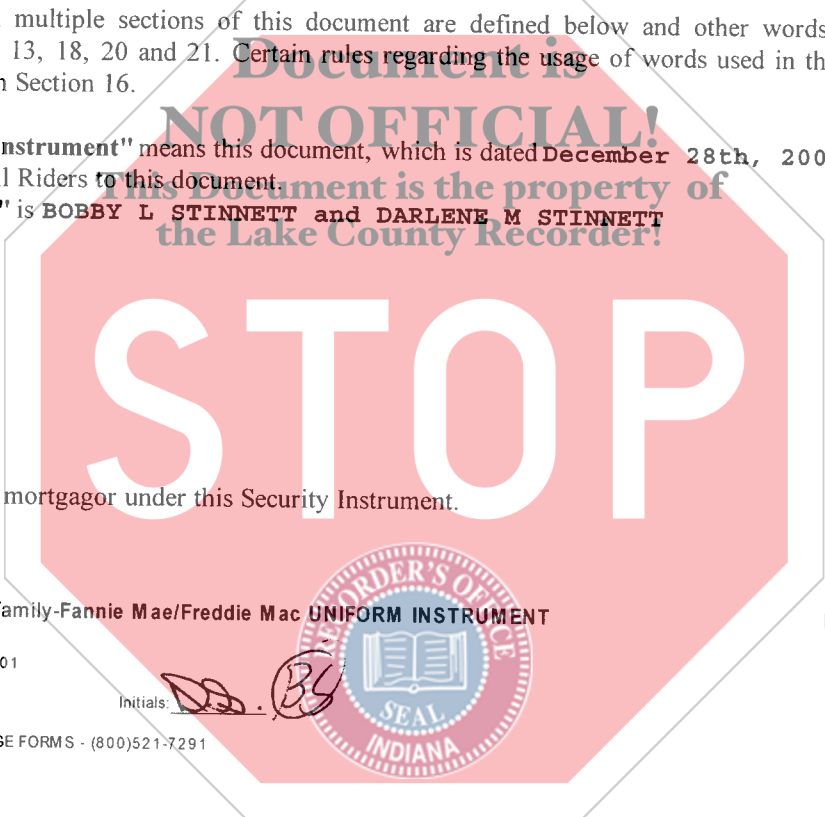 multiple sections of this document are defined below and other words
13, 18, 20 and 21. Certain rules regarding the usage of words used in th
Section 16.
Document is
NOT OFFICIAL!
This Document is the property of
the Lake County Recorder!
nstrument" means this document, which is dated December 28th, 200
l Riders to this document.
" is BOBBY L STINNETT and DARLENE M STINNETT
STOP
mortgagor under this Security Instrument.
amily-Fannie Mae/Freddie Mac UNIFORM INSTRUMENT
01
Initials: DS. BS
GE FORMS - (800)521-7291
RECORDER'S OFFICE
SEAL
INDIANA